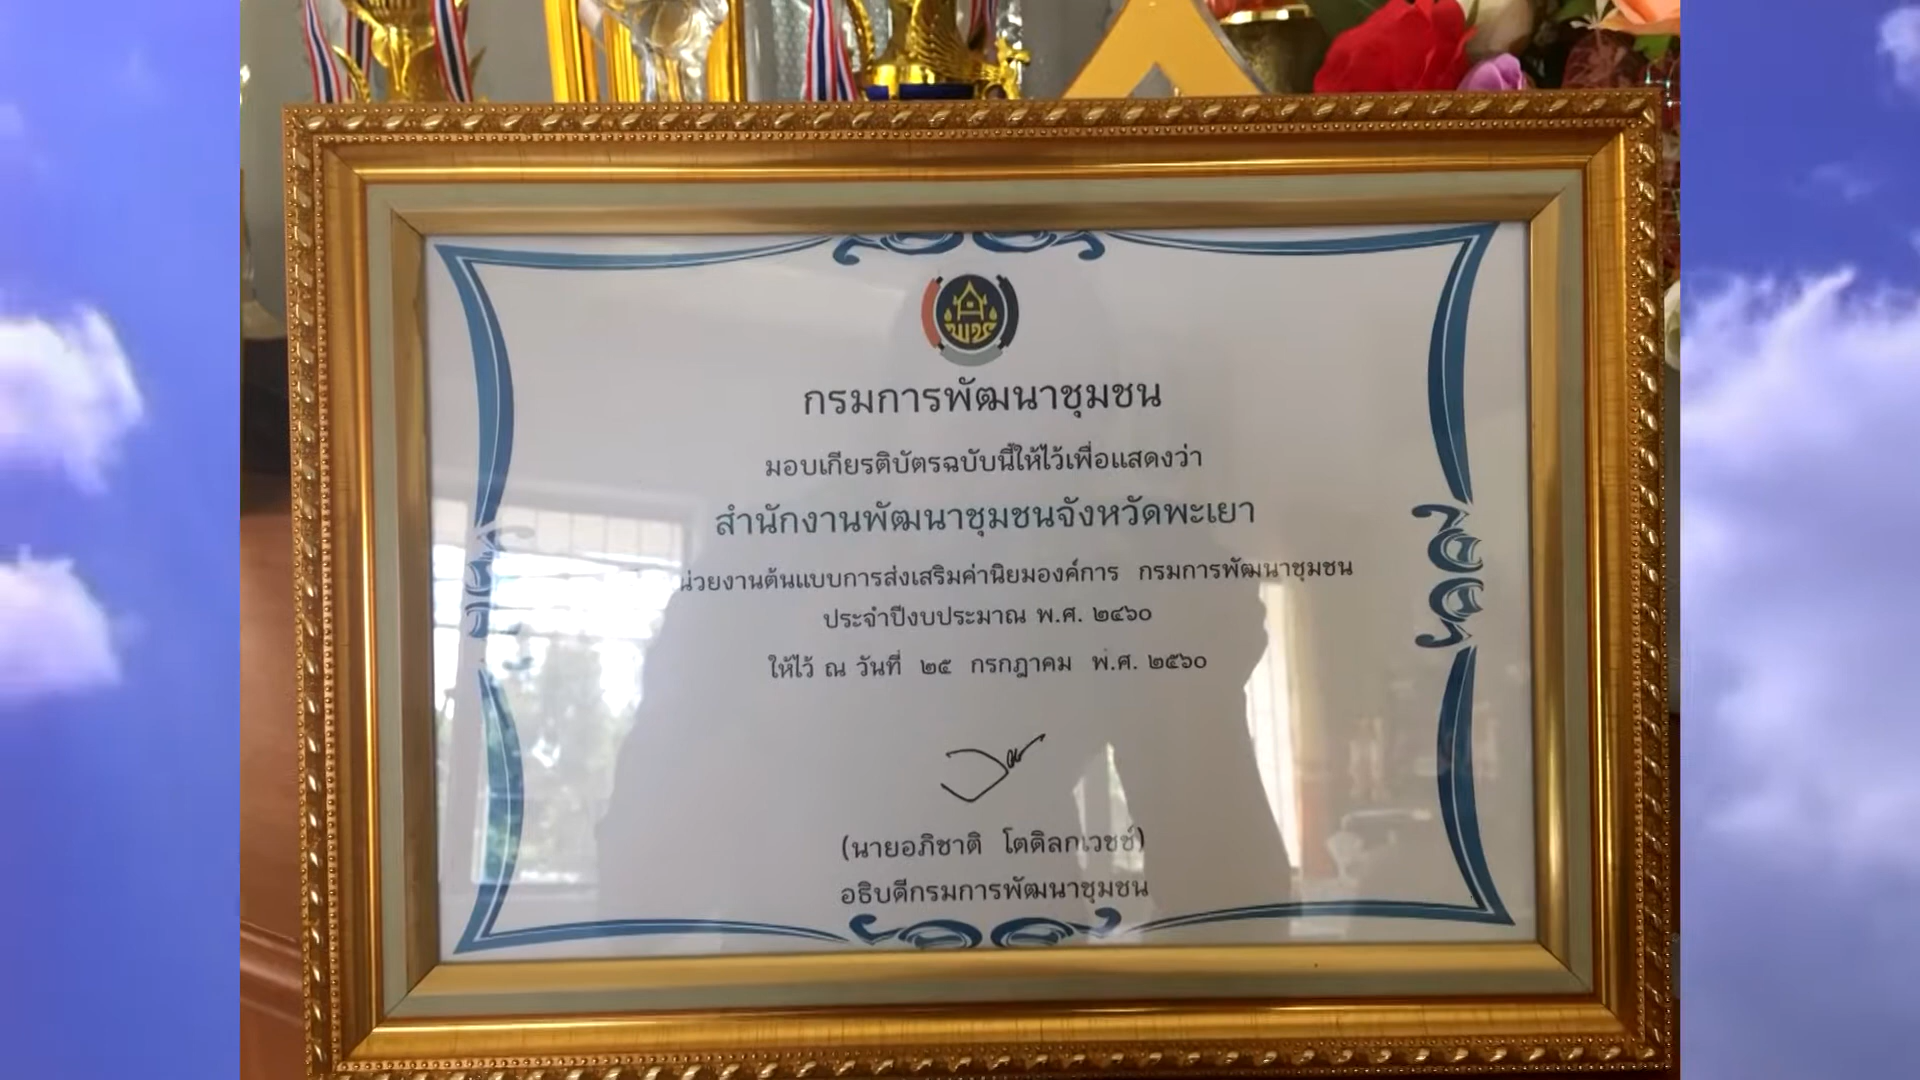 พช
กรมการพัฒนาชุมชน
มอบเกียรติบัตรฉบับนี้ให้ไว้เพื่อแสดงว่า
สำนักงานพัฒนาชุมชนจังหวัดพะเยา
น่วยงานต้นแบบการส่งเสริมค่านิยมองค์การ กรมการพัฒนาชุมชน
ประจำปีงบประมาณ พ.ศ. ๒๕๖๐
ให้ไว้ ณ วันที่ ๒๕ กรกฎาคม พ.ศ. ๒๕๖๐
(นายอภิชาติ โตดิลกเวชช์)
อธิบดีกรมการพัฒนาชุมชน